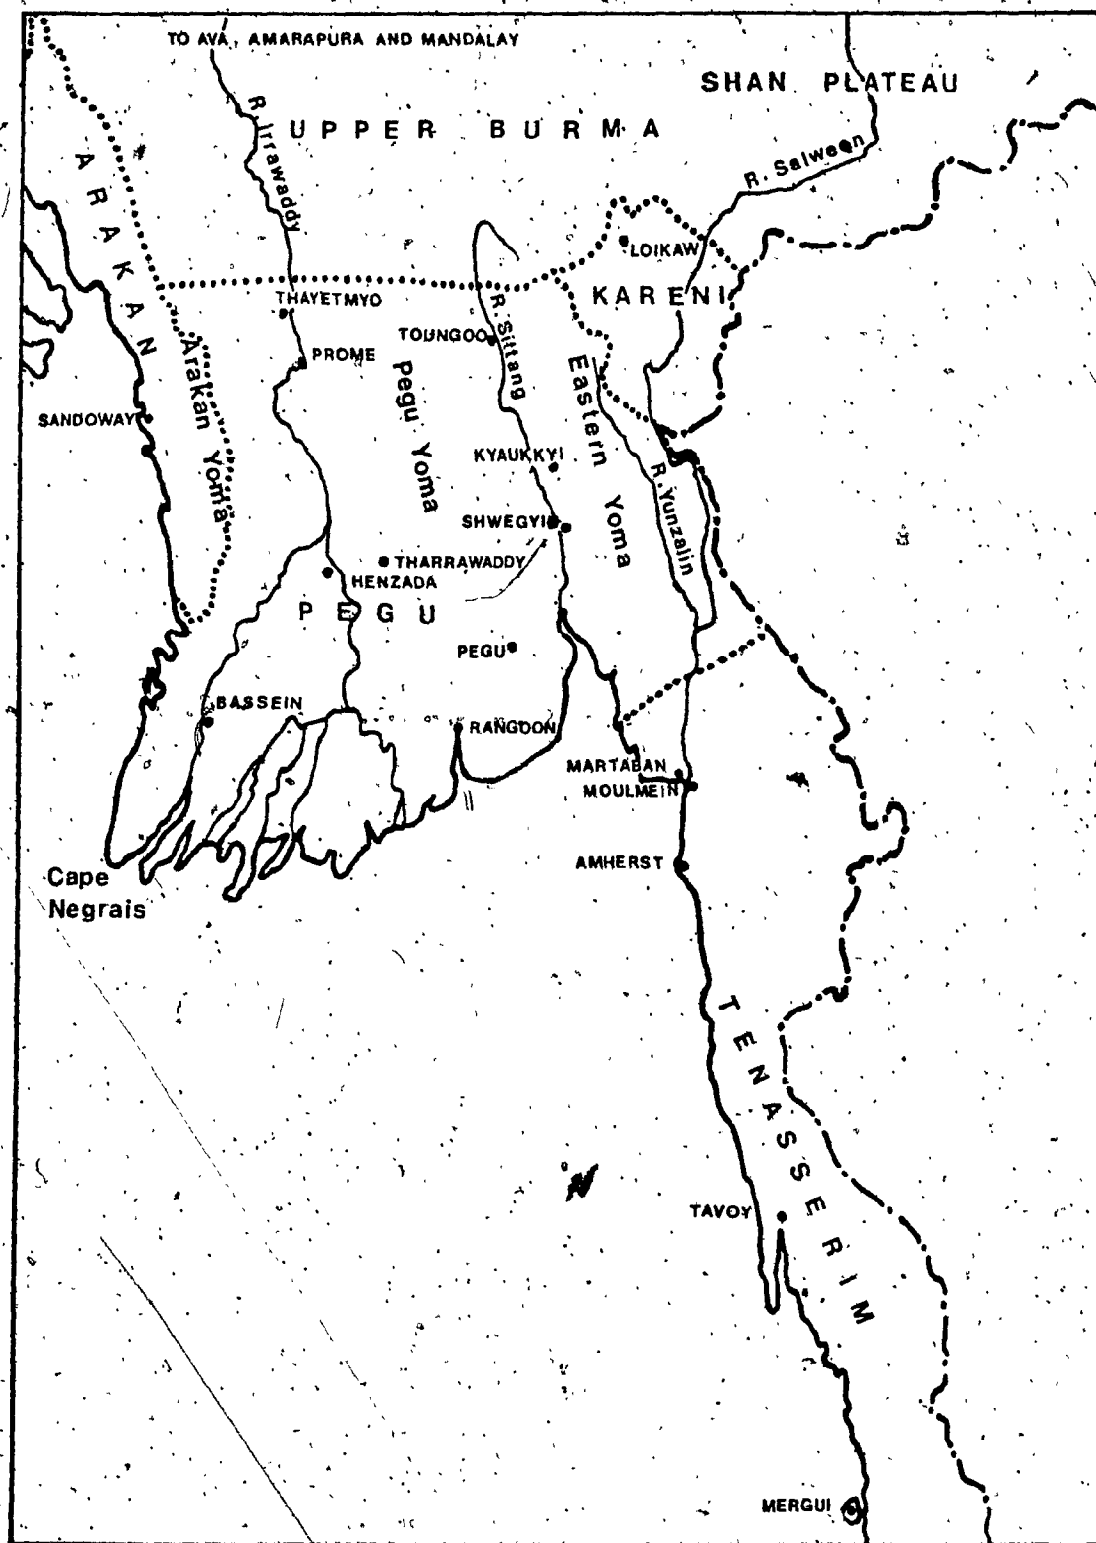 TO AVA, AMARAPURA AND MANDALAY
SHAN PLATEAU
UPPER BURMA
R. Irrawaddy
R. Salween
ARAKAN
LOIKAW
KARENI
THAYETMYO
TOUNGOO
R. Sittang
PROME
Arakan Yoma
Pegu Yoma
Eastern Yoma
SANDOWAY
KYAUKKYI
R. Yunzalin
SHWEGYIN
THARRAWADDY
HENZADA
PEGU
PEGU
BASSEIN
RANGOON
MARTABAN
MOULMEIN
AMHERST
Cape
Negrais
TENASSERIM
TAVOY
MERGUI